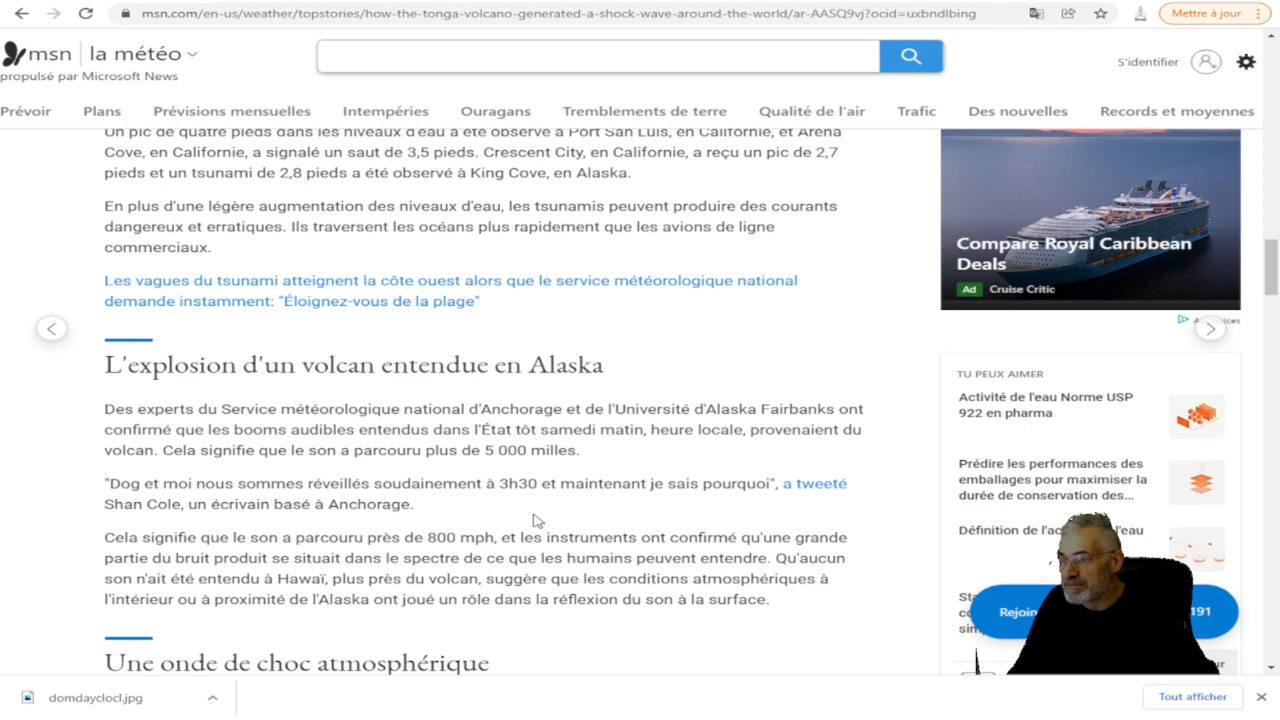 msn.com/en-us/weather/topstories/how-the-tonga-volcano-generated-a-shock-wave-around-the-world/ar-AASQ9vj?ocid=uxbndlbing
Mettre à jour
msn | la météo
propulsé par Microsoft News
S'identifier
Prévoir Plans Prévisions mensuelles Intempéries Ouragans Tremblements de terre Qualité de l'air Trafic Des nouvelles Records et moyennes
Un pic de quatre pieds dans les niveaux d'eau a été observé à Port San Luis, en Californie, et Arena
Cove, en Californie, a signalé un saut de 3,5 pieds. Crescent City, en Californie, a reçu un pic de 2,7
pieds et un tsunami de 2,8 pieds a été observé à King Cove, en Alaska.
En plus d'une légère augmentation des niveaux d'eau, les tsunamis peuvent produire des courants
dangereux et erratiques. Ils traversent les océans plus rapidement que les avions de ligne
commerciaux.
Les vagues du tsunami atteignent la côte ouest alors que le service météorologique national
demande instamment: "Éloignez-vous de la plage"
L'explosion d'un volcan entendue en Alaska
Des experts du Service météorologique national d'Anchorage et de l'Université d'Alaska Fairbanks ont
confirmé que les booms audibles entendus dans l'État tôt samedi matin, heure locale, provenaient du
volcan. Cela signifie que le son a parcouru plus de 5 000 milles.
"Dog et moi nous sommes réveillés soudainement à 3h30 et maintenant je sais pourquoi", a tweeté
Shan Cole, un écrivain basé à Anchorage.
Cela signifie que le son a parcouru près de 800 mph, et les instruments ont confirmé qu'une grande
partie du bruit produit se situait dans le spectre de ce que les humains peuvent entendre. Qu'aucun
son n'ait été entendu à Hawaï, plus près du volcan, suggère que les conditions atmosphériques à
l'intérieur ou à proximité de l'Alaska ont joué un rôle dans la réflexion du son à la surface.
Une onde de choc atmosphérique
Compare Royal Caribbean
Deals
Ad Cruise Critic
TU PEUX AIMER
Activité de l'eau Norme USP
922 en pharma
Prédire les performances des
emballages pour maximiser la
durée de conservation des...
Définition de l'ac l'eau
Rejoin 191
domdayclocl.jpg
Tout afficher